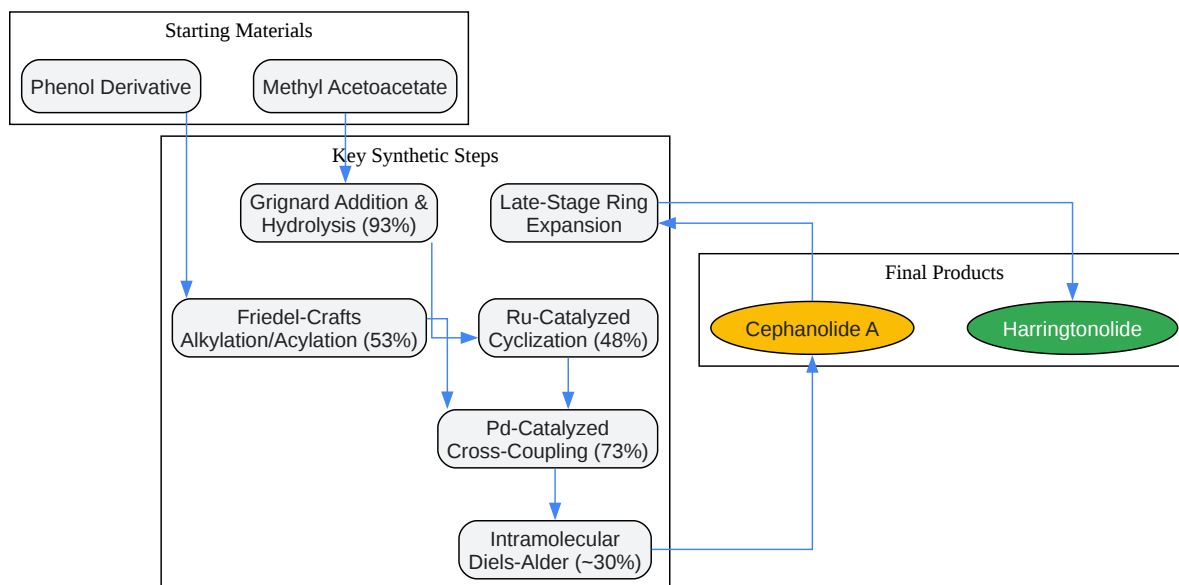 Starting Materials
Phenol Derivative
Methyl Acetoacetate
Key Synthetic Steps
Grignard Addition &
Hydrolysis (93%)
Late-Stage Ring
Expansion
Final Products
Friedel-Crafts
Alkylation/Acylation (53%)
Ru-Catalyzed
Cyclization (48%)
Cephanolide A
Harringtonolide
Pd-Catalyzed
Cross-Coupling (73%)
Intramolecular
Diels-Alder (~30%)